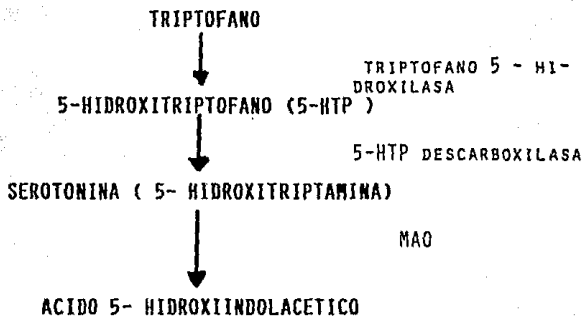 TRIPTOFANO
TRIPTOFANO 5 - HI-
DROXILASA
5-HIDROXITRIPTOFANO (5-HTP )
5-HTP DESCARBOXILASA
SEROTONINA ( 5- HIDROXITRIPTAMINA)
MAO
ACIDO 5- HIDROXIINDOLACETICO